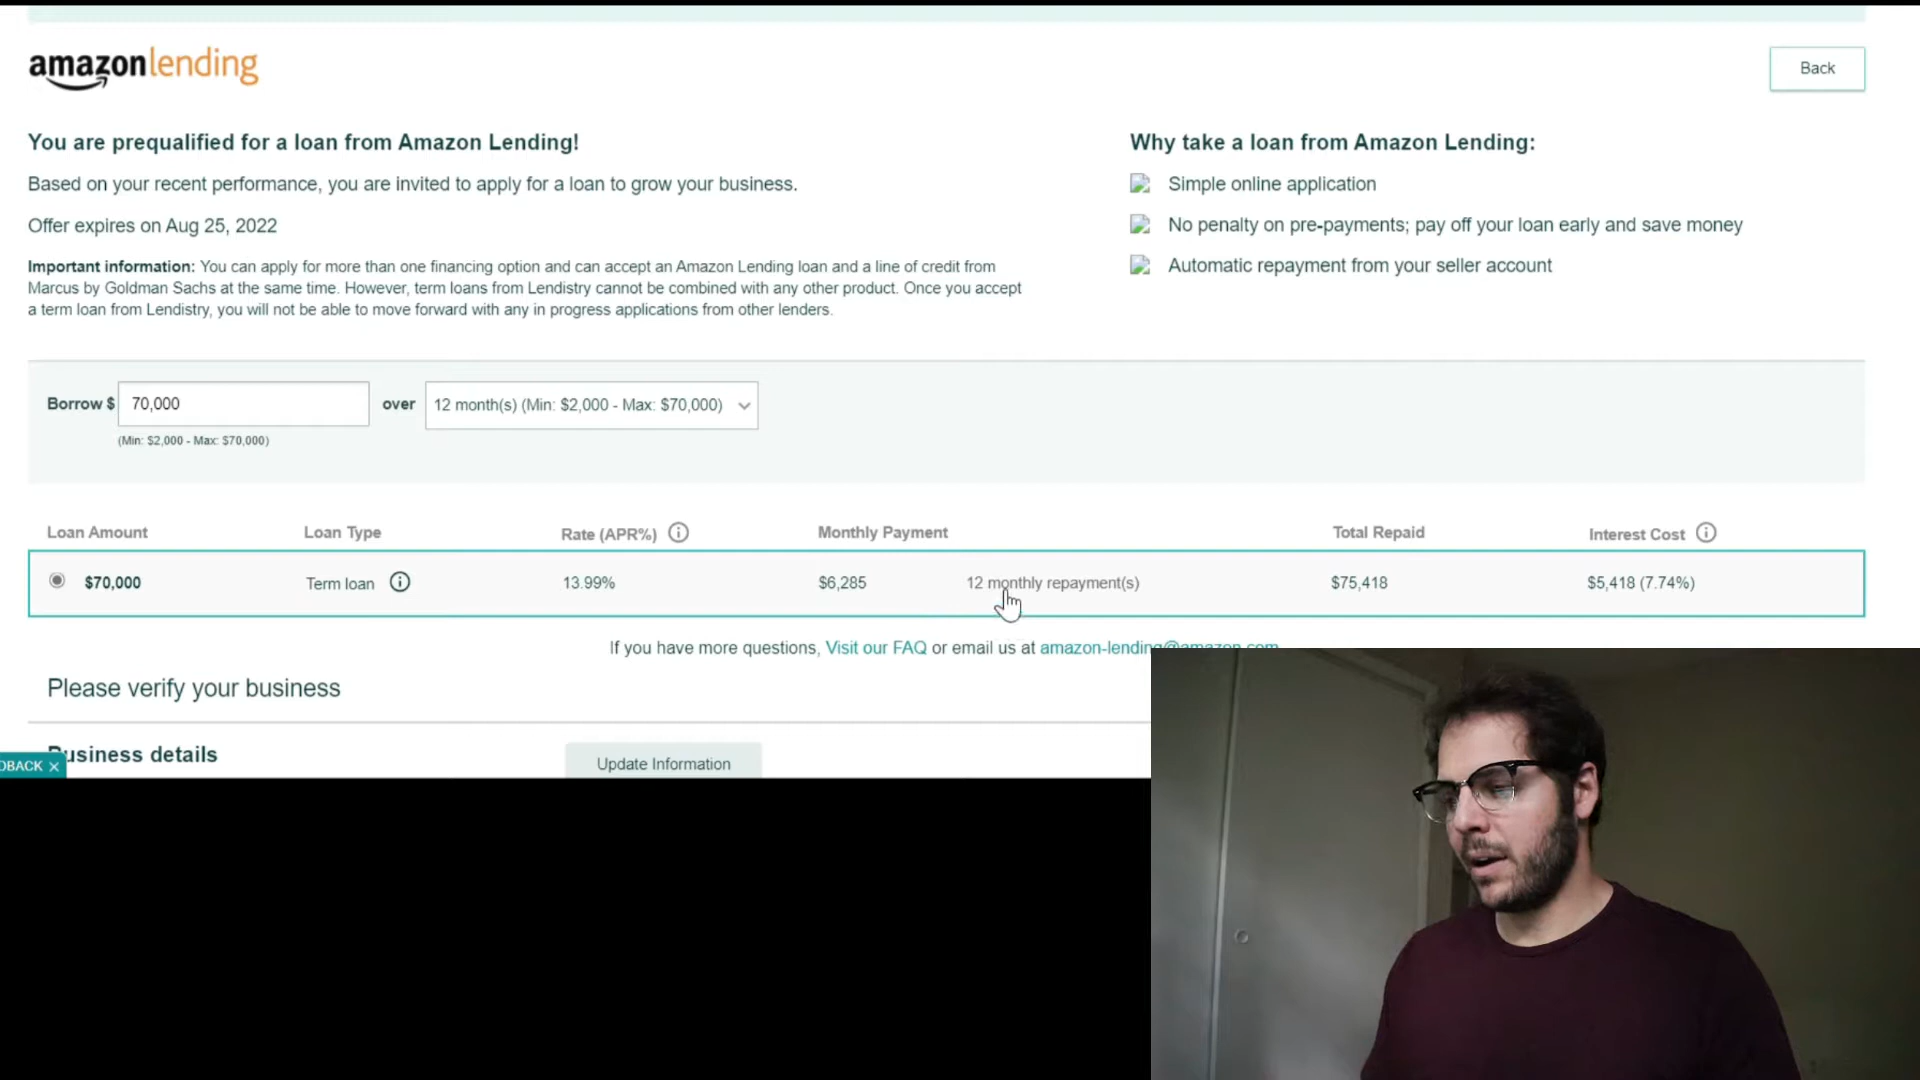 amazonlending
Back
You are prequalified for a loan from Amazon Lending!
Based on your recent performance, you are invited to apply for a loan to grow your business.
Offer expires on Aug 25, 2022
Important information: You can apply for more than one financing option and can accept an Amazon Lending loan and a line of credit from
Marcus by Goldman Sachs at the same time. However, term loans from Lendistry cannot be combined with any other product. Once you accept
a term loan from Lendistry, you will not be able to move forward with any in progress applications from other lenders.
Why take a loan from Amazon Lending:
Simple online application
No penalty on pre-payments; pay off your loan early and save money
Automatic repayment from your seller account
Borrow $ 70,000 over 12 month(s) (Min: $2,000 - Max: $70,000)
(Min: $2,000 - Max: $70,000)
Loan Amount Loan Type Rate (APR%) Monthly Payment Total Repaid Interest Cost
$70,000 Term loan 13.99% $6,285 12 monthly repayment(s) $75,418 $5,418 (7.74%)
If you have more questions, Visit our FAQ or email us at amazon-lending@amazon.com
Please verify your business
Business details
Update Information
DBACK ×